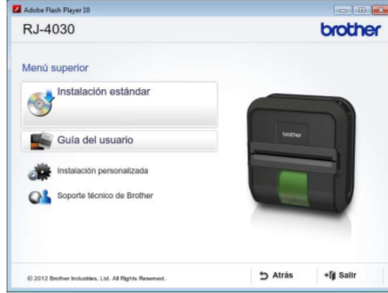 Adobe Flash Player 10
RJ-4030
brother
Menú superior
Instalación estándar
Guía del usuario
Instalación personalizada
Soporte técnico de Brother
brother
© 2012 Brother Industries, Ltd. All Rights Reserved.
Atrás
Salir